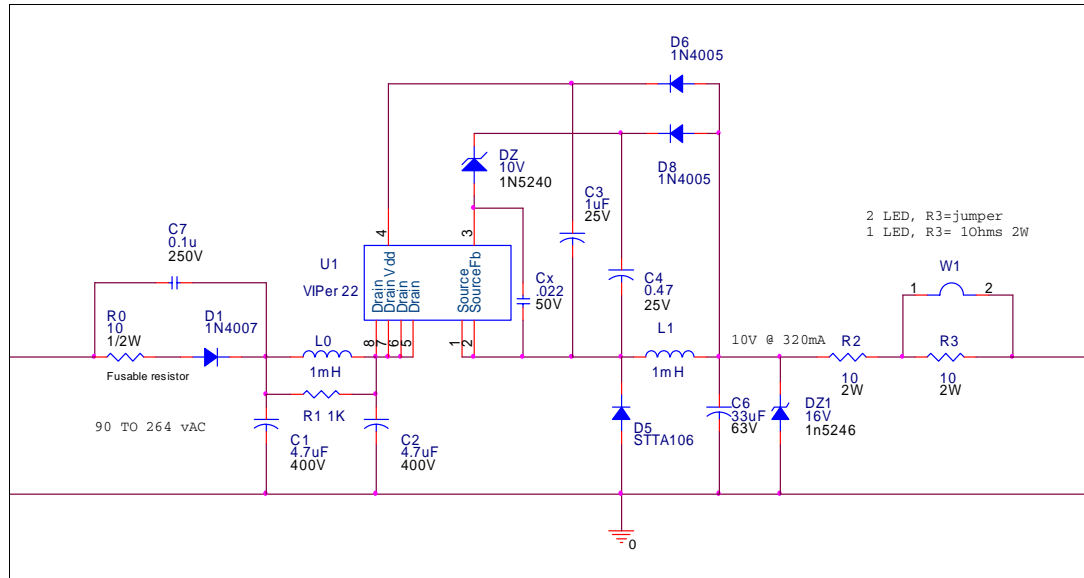 D6
1N4005
D8
1N4005
DZ
10V
1N5240
C3
1uF
25V
2 LED, R3=jumper
1 LED, R3= 1Ohms 2W
C7
0.1u
250V
4
3
U1
VIPer 22
Drain
Drain
Drain
Drain
Vdd
Source
Source
Fb
8
7
6
5
1
2
Cx
.022
50V
C4
0.47
25V
W1
1
2
R0
10
1/2W
Fusable resistor
D1
1N4007
L0
1mH
L1
1mH
10V @ 320mA
R2
10
2W
R3
10
2W
R1 1K
90 TO 264 vAC
C1
4.7uF
400V
C2
4.7uF
400V
D5
STTA106
C6
33uF
63V
DZ1
16V
1n5246
0